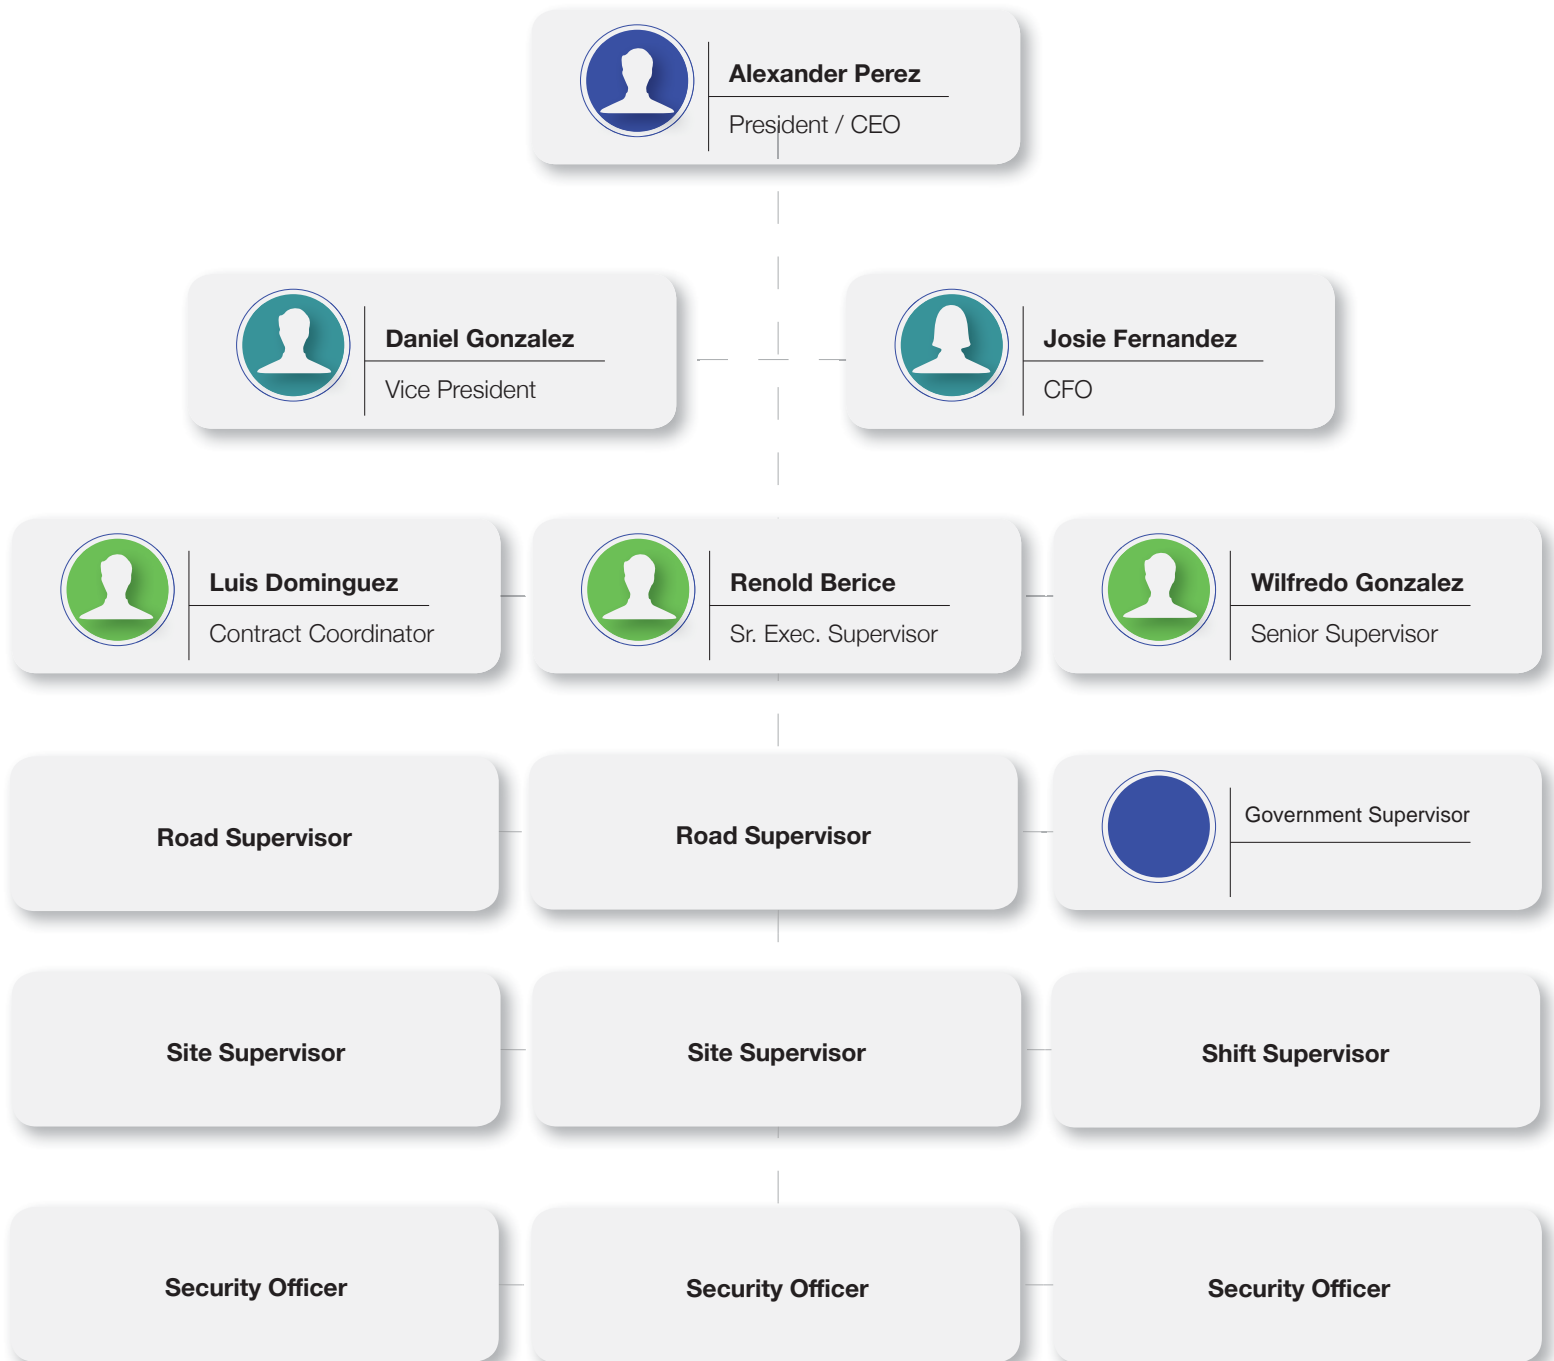 Alexander Perez
President / CEO
Daniel Gonzalez
Vice President
Josie Fernandez
CFO
Luis Dominguez
Contract Coordinator
Renold Berice
Sr. Exec. Supervisor
Wilfredo Gonzalez
Senior Supervisor
Road Supervisor
Road Supervisor
Government Supervisor
Site Supervisor
Site Supervisor
Shift Supervisor
Security Officer
Security Officer
Security Officer